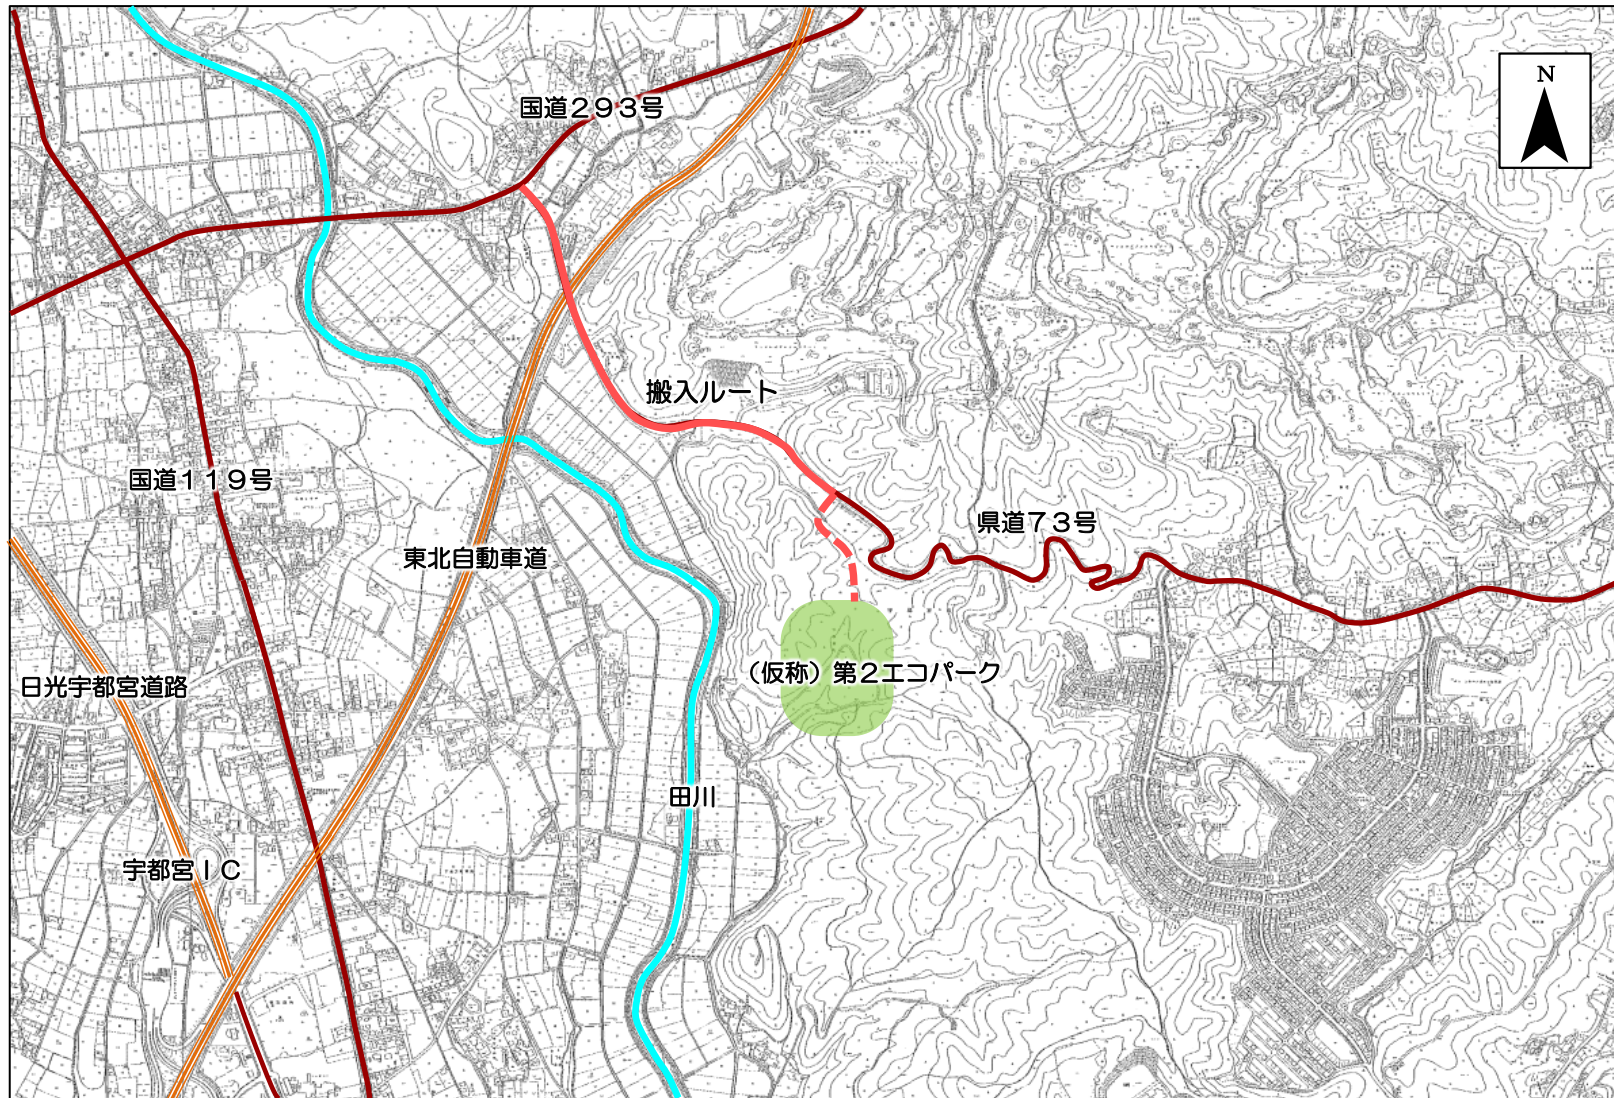 N
国道２９３号
搬入ルート
国道１１９号
県道７３号
東北自動車道
（仮称）第２エコパーク
日光宇都宮道路
田川
宇都宮ＩＣ